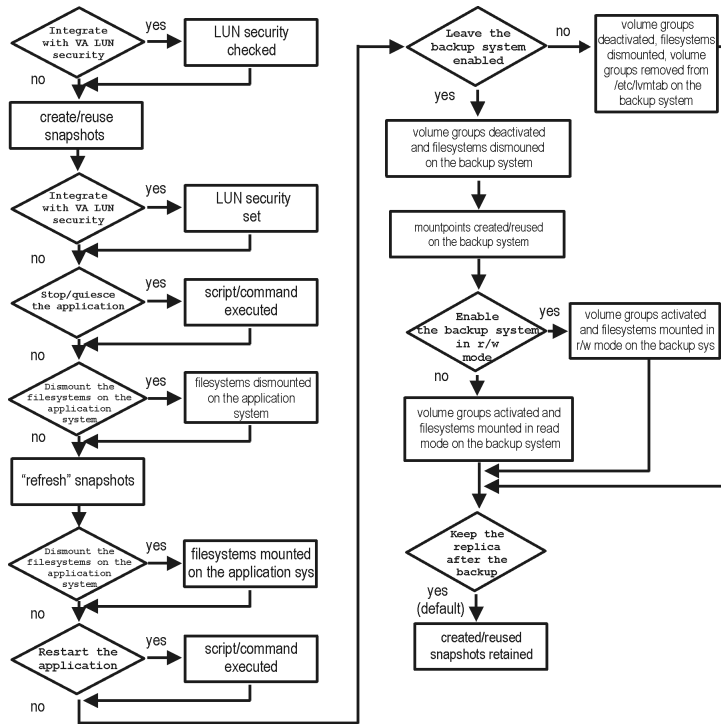 Integrate
with VA LUN
security
yes
LUN security
checked
no
create/reuse
snapshots
Integrate
with VA LUN
security
yes
LUN security
set
no
Stop/quiesce
the application
yes
script/command
executed
no
Dismount the
filesystems on the
application
system
yes
filesystems dismounted
on the application
system
no
"refresh" snapshots
Dismount the
filesystems on the
application
system
yes
filesystems mounted
on the application sys
no
Restart the
application
yes
script/command
executed
no
Leave the
backup system
enabled
no
volume groups
deactivated, filesystems
dismounted, volume
groups removed from
/etc/lvmtab on the
backup system
yes
volume groups deactivated
and filesystems dismouned
on the backup system
mountpoints created/reused
on the backup system
Enable
the backup system
in r/w
mode
yes
volume groups activated
and filesystems mounted in
r/w mode on the backup sys
no
volume groups activated and
filesystems mounted in read
mode on the backup system
Keep the
replica
after the
backup
yes
(default)
created/reused
snapshots retained